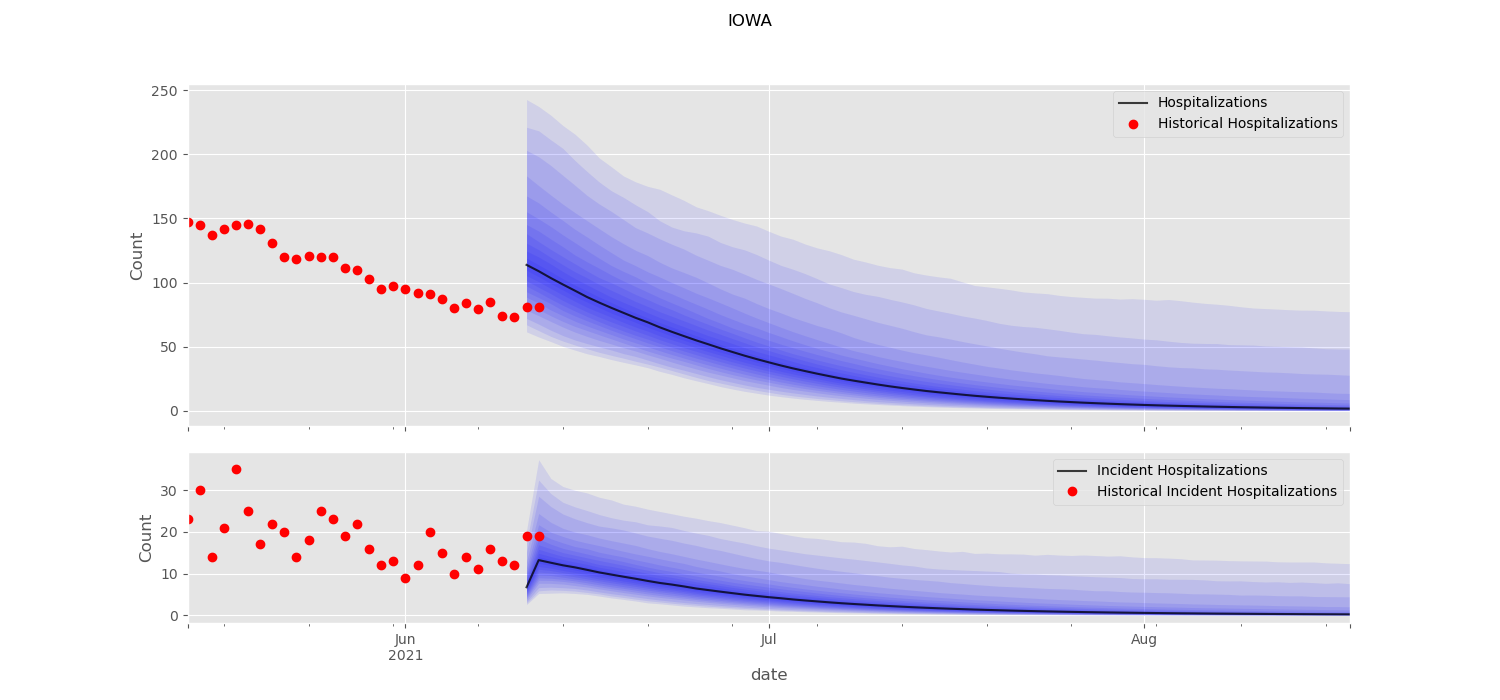 IOWA
250
200
150
100
50
0
Count
Hospitalizations
Historical Hospitalizations
30
20
10
0
Count
Incident Hospitalizations
Historical Incident Hospitalizations
Jun
2021
Jul
Aug
date